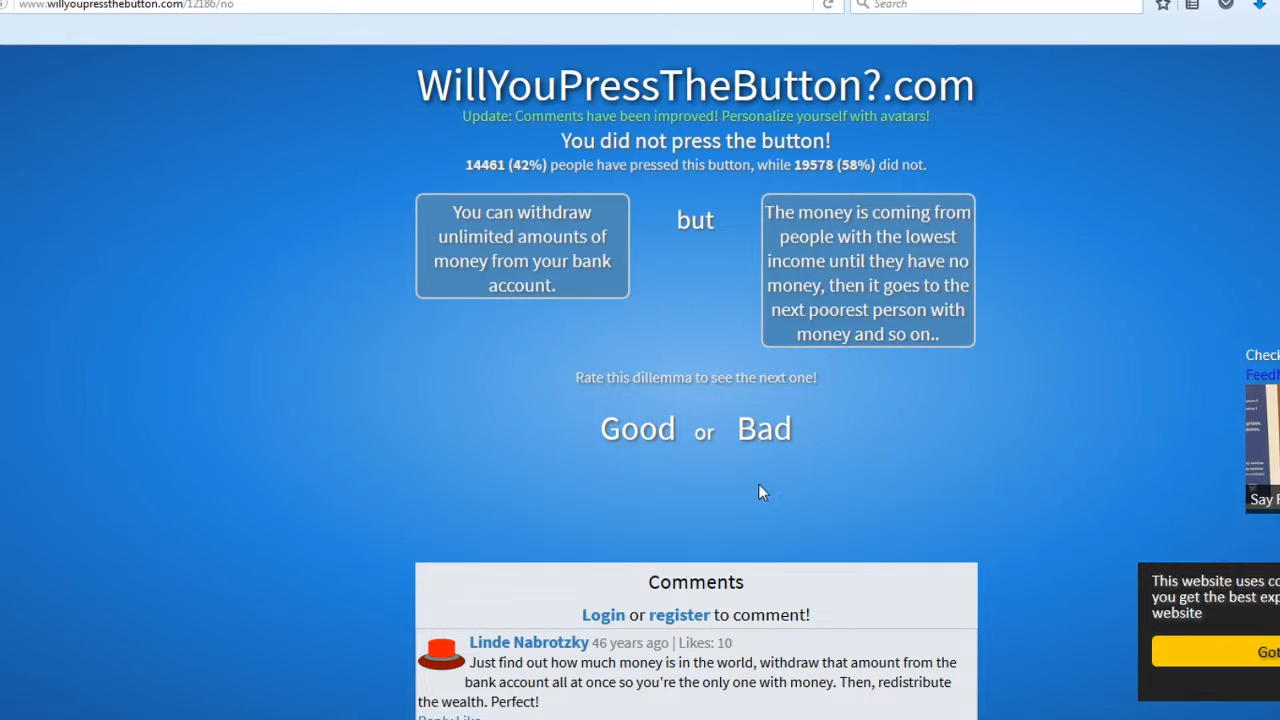 www.willyoupressthebutton.com/12186/no
Search
WillYouPressTheButton?.com
Update: Comments have been improved! Personalize yourself with avatars!
You did not press the button!
14461 (42%) people have pressed this button, while 19578 (58%) did not.
You can withdraw
unlimited amounts of
money from your bank
account.
but
The money is coming from
people with the lowest
income until they have no
money, then it goes to the
next poorest person with
money and so on..
Rate this dillemma to see the next one!
Good or Bad
Check
Say
Comments
Login or register to comment!
Linde Nabrotzky 46 years ago | Likes: 10
Just find out how much money is in the world, withdraw that amount from the
bank account all at once so you're the only one with money. Then, redistribute
the wealth. Perfect!
This website uses
you get the best
website